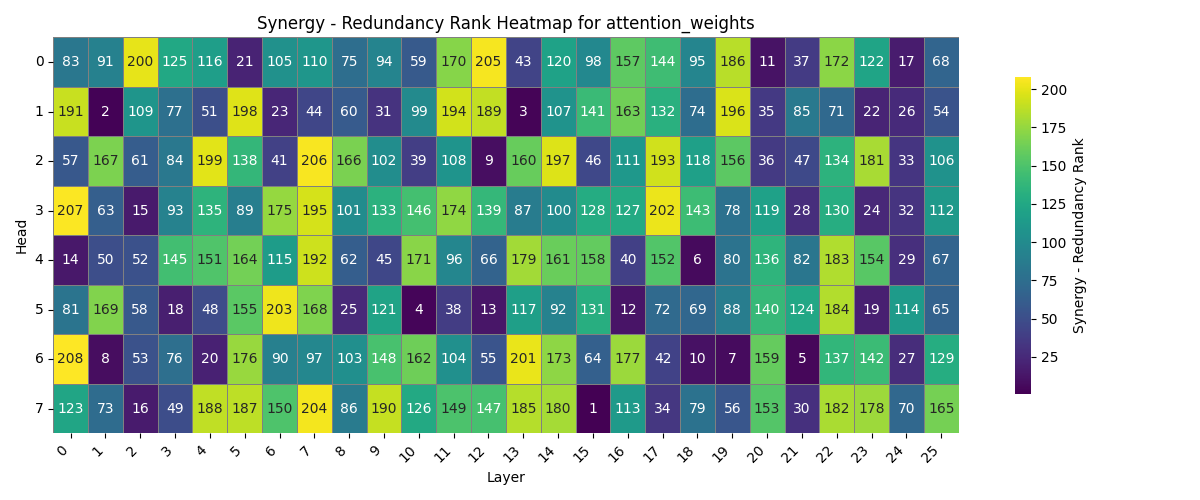 Synergy - Redundancy Rank Heatmap for attention_weights
Head
0 83 91 200 125 116 21 105 110 75 94 59 170 205 43 120 98 157 144 95 186 11 37 172 122 17 68
1 191 2 109 77 51 198 23 44 60 31 99 194 189 3 107 141 163 132 74 196 35 85 71 22 26 54
2 57 167 61 84 199 138 41 206 166 102 39 108 9 160 197 46 111 193 118 156 36 47 134 181 33 106
3 207 63 15 93 135 89 175 195 101 133 146 174 139 87 100 128 127 202 143 78 119 28 130 24 32 112
4 14 50 52 145 151 164 115 192 62 45 171 96 66 179 161 158 40 152 6 80 136 82 183 154 29 67
5 81 169 58 18 48 155 203 168 25 121 4 38 13 117 92 131 12 72 69 88 140 124 184 19 114 65
6 208 8 53 76 20 176 90 97 103 148 162 104 55 201 173 64 177 42 10 7 159 5 137 142 27 129
7 123 73 16 49 188 187 150 204 86 190 126 149 147 185 180 1 113 34 79 56 153 30 182 178 70 165
0 1 2 3 4 5 6 7 8 9 10 11 12 13 14 15 16 17 18 19 20 21 22 23 24 25
Layer
200
175
150
125
100
75
50
25
Synergy - Redundancy Rank